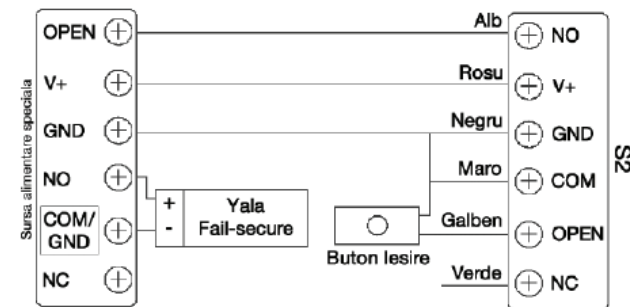 Sursa alimentare speciala
OPEN
V+
GND
NO
COM/
GND
NC
+
-
Yala
Fail-secure
Buton Iesire
Alb
Rosu
Negru
Maro
Galben
Verde
NO
V+
GND
COM
OPEN
NC
S2